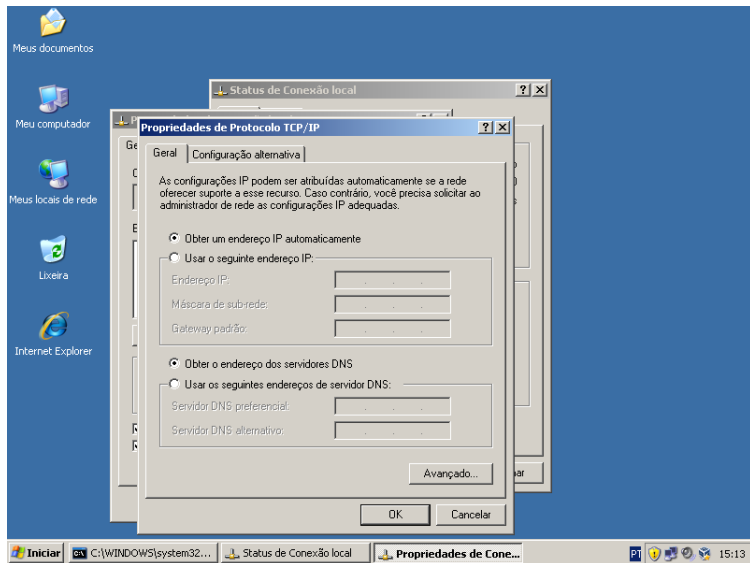 Meus documentos
Meu computador
Meus locais de rede
Lixeira
Internet Explorer
Status de Conexão local
Propriedades de Protocolo TCP/IP
Geral
Configuração alternativa
As configurações IP podem ser atribuídas automaticamente se a rede
oferecer suporte a esse recurso. Caso contrário, você precisa solicitar ao
administrador de rede as configurações IP adequadas.
Obter um endereço IP automaticamente
Usar o seguinte endereço IP:
Endereço IP:
Máscara de sub-rede:
Gateway padrão:
Obter o endereço dos servidores DNS
Usar os seguintes endereços de servidor DNS:
Servidor DNS preferencial:
Servidor DNS alternativo:
Avançado...
OK
Cancelar
Iniciar
C:\WINDOWS\system32...
Status de Conexão local
Propriedades de Cone...
PT
15:13